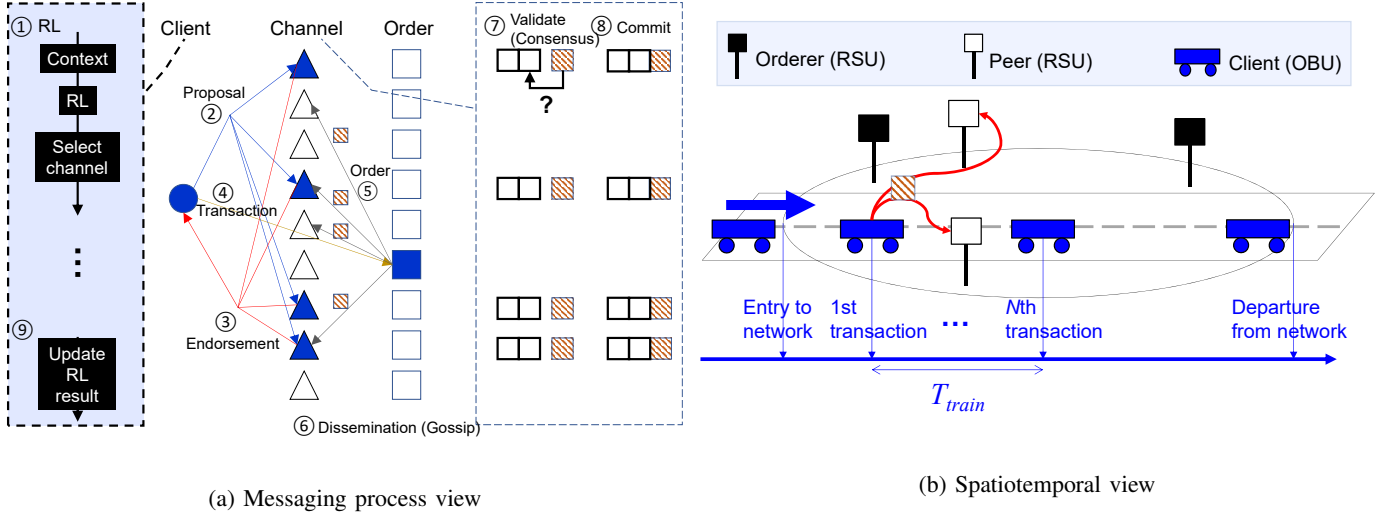 ① RL
Context
RL
Select
channel
⋮
⑨
Update
RL
result
Client
Channel
Order
Proposal
②
④
Transaction
Order
⑤
③
Endorsement
⑥ Dissemination (Gossip)
⑦ Validate
(Consensus)
⑧ Commit
?
(a) Messaging process view
Orderer (RSU)
Peer (RSU)
Client (OBU)
Entry to
network
1st
transaction
...
Nth
transaction
Departure
from network
T_train
(b) Spatiotemporal view